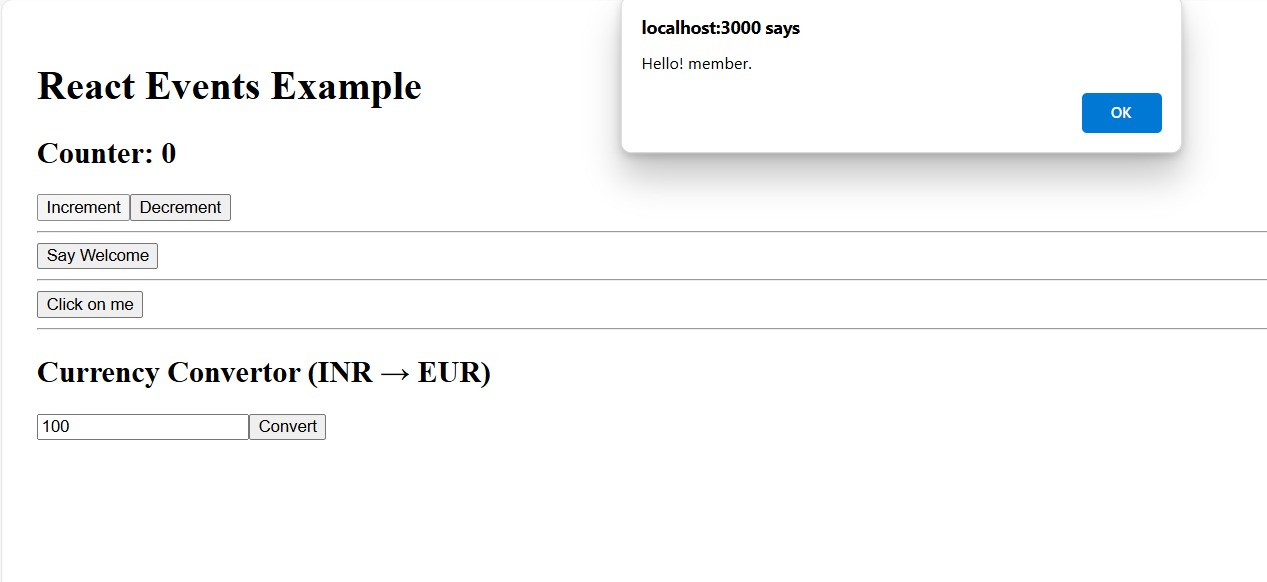 localhost:3000 says
Hello! member.
OK
React Events Example
Counter: 0
Increment Decrement
Say Welcome
Click on me
Currency Convertor (INR → EUR)
100 Convert